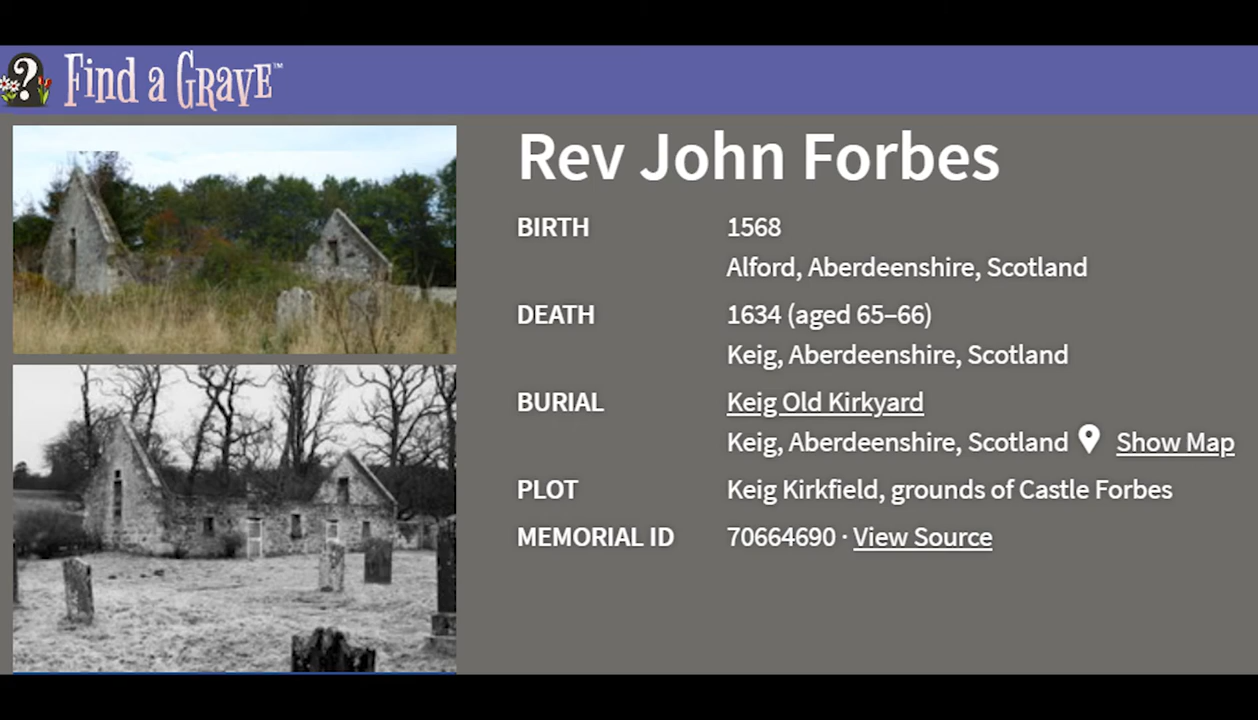 Find a Grave™
Rev John Forbes
BIRTH 1568
Alford, Aberdeenshire, Scotland
DEATH 1634 (aged 65–66)
Keig, Aberdeenshire, Scotland
BURIAL Keig Old Kirkyard
Keig, Aberdeenshire, Scotland Show Map
PLOT Keig Kirkfield, grounds of Castle Forbes
MEMORIAL ID 70664690 · View Source